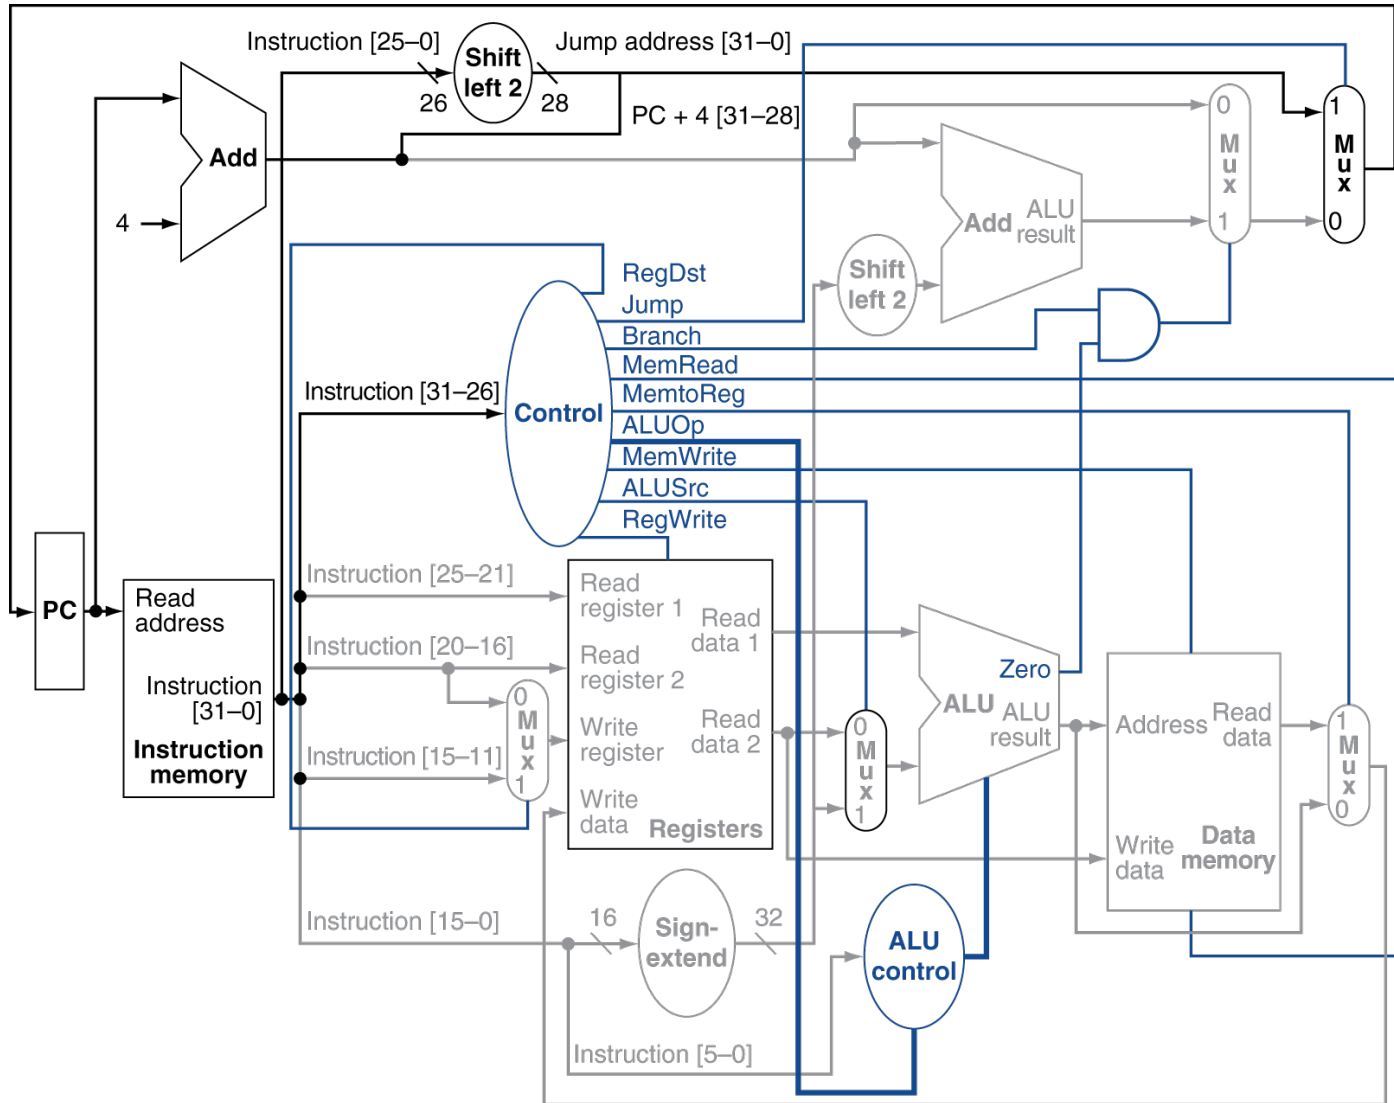 Instruction [25–0]
Shift
left 2
Jump address [31–0]
26
28
PC + 4 [31–28]
Add
4
0
M
u
x
1
1
M
u
x
0
Add
ALU
result
Shift
left 2
RegDst
Jump
Branch
MemRead
MemtoReg
ALUOp
MemWrite
ALUSrc
RegWrite
Instruction [31–26]
Control
PC
Read
address
Instruction
[31–0]
Instruction
memory
Instruction [25–21]
Instruction [20–16]
Instruction [15–11]
0
M
u
x
1
Read
register 1
Read
register 2
Write
register
Write
data
Read
data 1
Read
data 2
Registers
0
M
u
x
1
Zero
ALU
ALU
result
Address
Read
data
Write
data
Data
memory
1
M
u
x
0
Instruction [15–0]
16
Sign-
extend
32
ALU
control
Instruction [5–0]